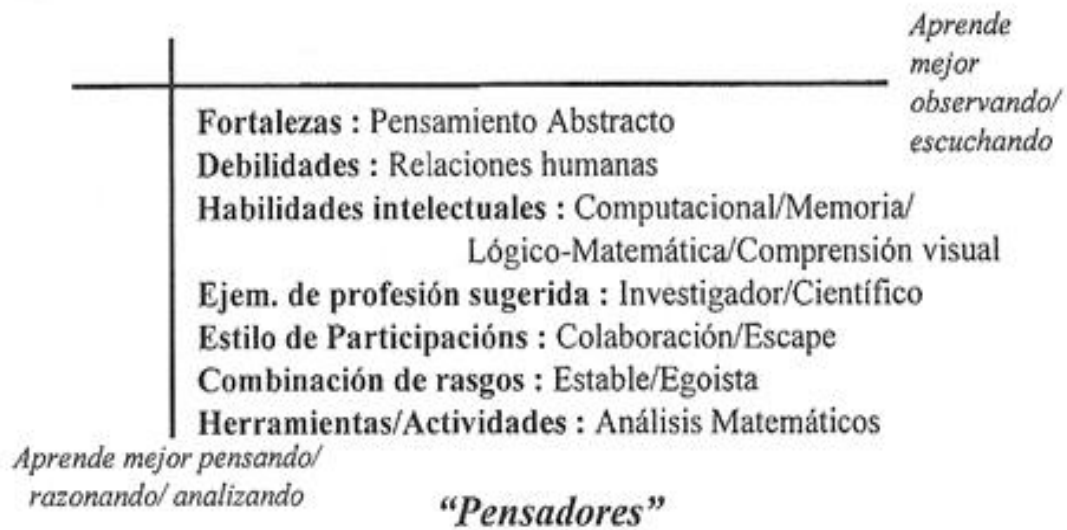 Aprende
mejor
observando/
escuchando
Fortalezas : Pensamiento Abstracto
Debilidades : Relaciones humanas
Habilidades intelectuales : Computacional/Memoria/
Lógico-Matemática/Comprensión visual
Ejem. de profesión sugerida : Investigador/Científico
Estilo de Participacións : Colaboración/Escape
Combinación de rasgos : Estable/Egoista
Herramientas/Actividades : Análisis Matemáticos
Aprende mejor pensando/
razonando/ analizando
“Pensadores”